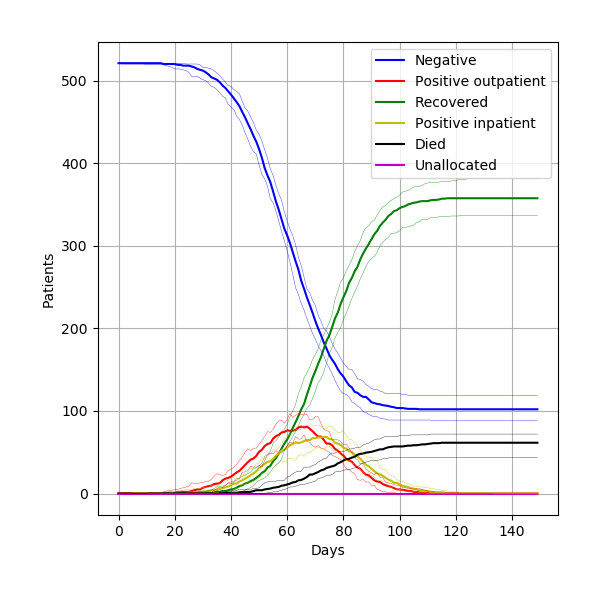 Negative
Positive outpatient
Recovered
Positive inpatient
Died
Unallocated
500
400
300
200
100
0
Patients
0 20 40 60 80 100 120 140
Days